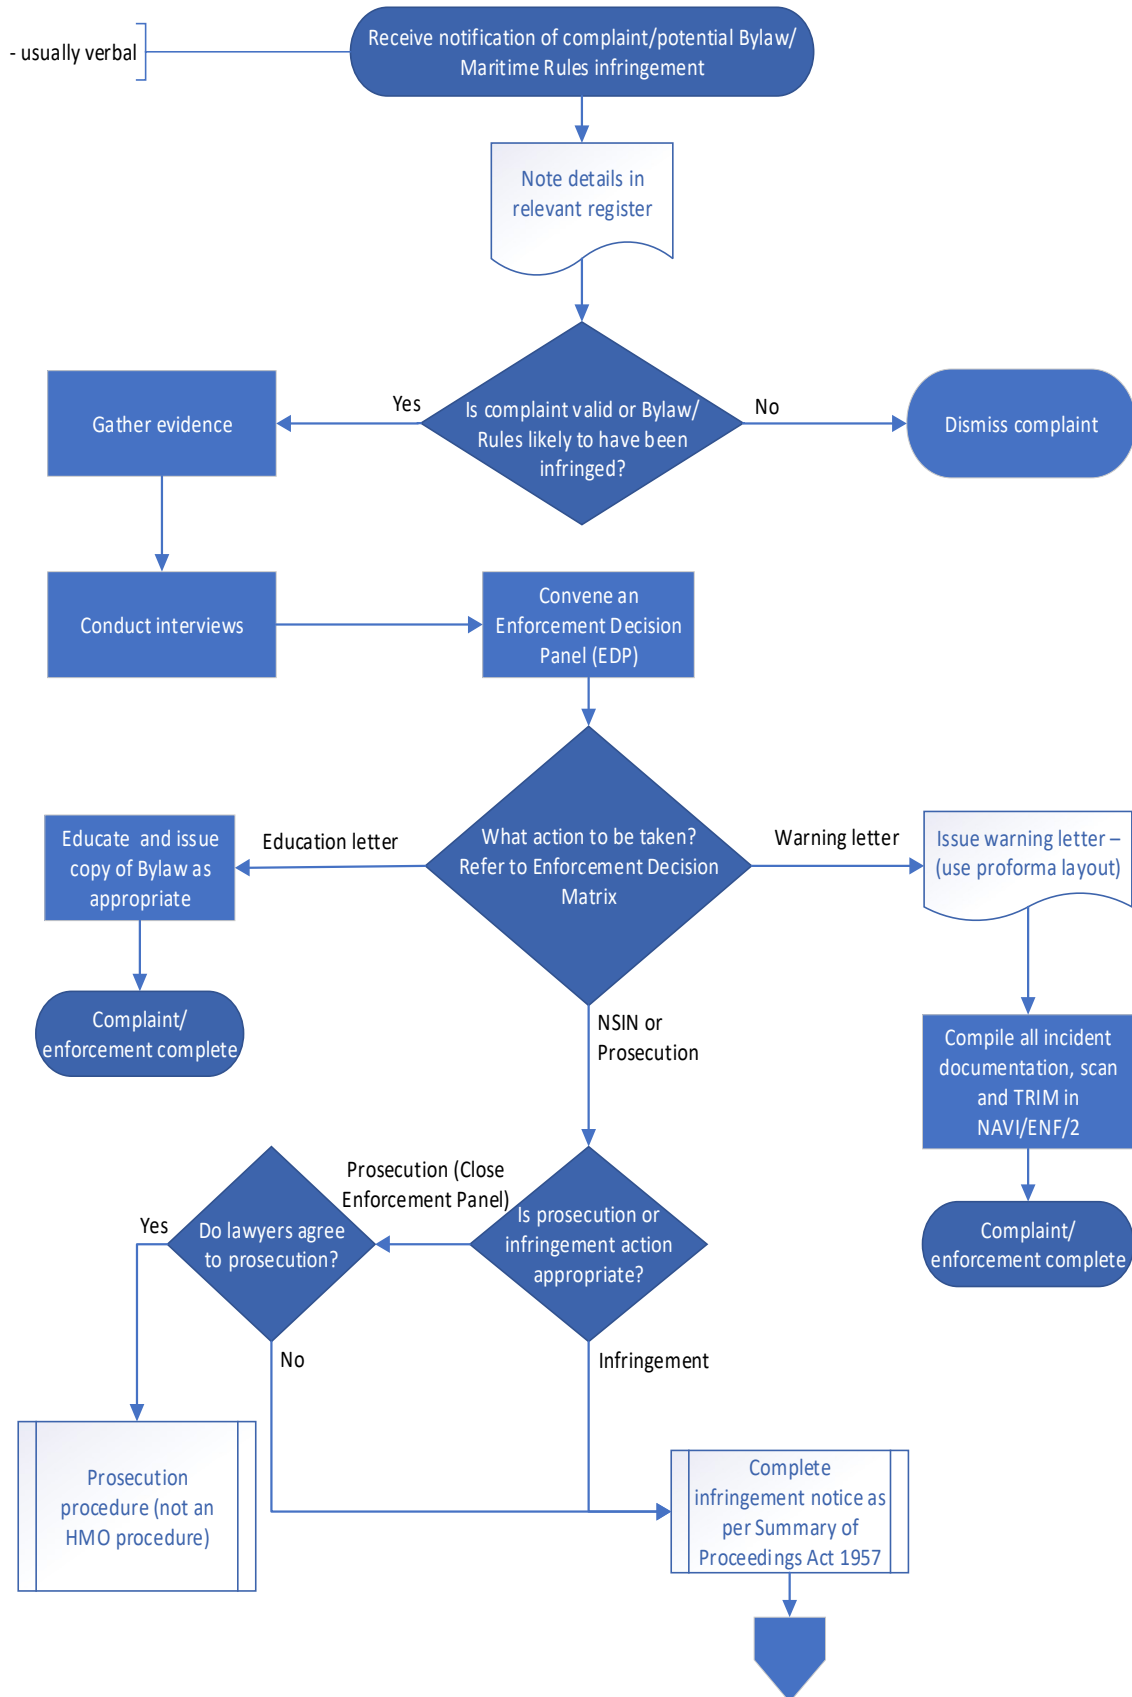 - usually verbal
Receive notification of complaint/potential Bylaw/
Maritime Rules infringement
Note details in
relevant register
Is complaint valid or Bylaw/
Rules likely to have been
infringed?
Yes
No
Gather evidence
Dismiss complaint
Conduct interviews
Convene an
Enforcement Decision
Panel (EDP)
What action to be taken?
Refer to Enforcement Decision
Matrix
Education letter
Warning letter
Educate and issue
copy of Bylaw as
appropriate
Issue warning letter –
(use proforma layout)
Complaint/
enforcement complete
NSIN or
Prosecution
Compile all incident
documentation, scan
and TRIM in
NAVI/ENF/2
Complaint/
enforcement complete
Prosecution (Close
Enforcement Panel)
Is prosecution or
infringement action
appropriate?
Yes
Do lawyers agree
to prosecution?
No
Infringement
Prosecution
procedure (not an
HMO procedure)
Complete
infringement notice as
per Summary of
Proceedings Act 1957